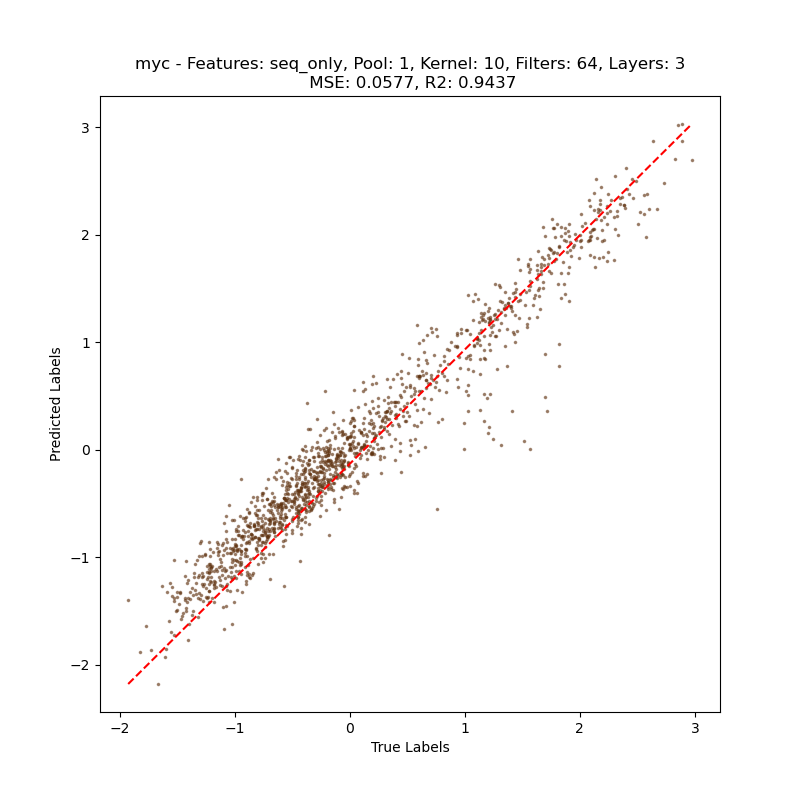 myc - Features: seq_only, Pool: 1, Kernel: 10, Filters: 64, Layers: 3
MSE: 0.0577, R2: 0.9437
3
2
1
0
−1
−2
Predicted Labels
−2 −1 0 1 2 3
True Labels